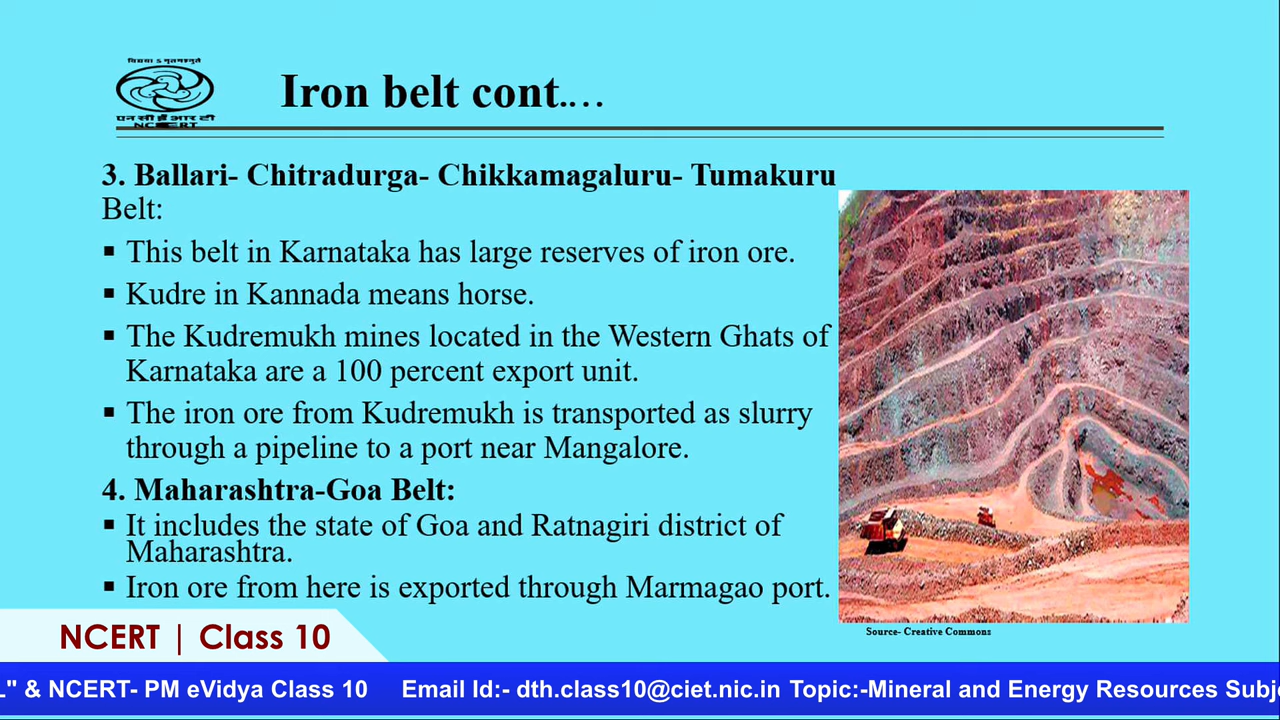 एन सी ई आर टी
NCERT
Iron belt cont.…
3. Ballari- Chitradurga- Chikkamagaluru- Tumakuru
Belt:
▪ This belt in Karnataka has large reserves of iron ore.
▪ Kudre in Kannada means horse.
▪ The Kudremukh mines located in the Western Ghats of
Karnataka are a 100 percent export unit.
▪ The iron ore from Kudremukh is transported as slurry
through a pipeline to a port near Mangalore.
4. Maharashtra-Goa Belt:
▪ It includes the state of Goa and Ratnagiri district of
Maharashtra.
▪ Iron ore from here is exported through Marmagao port.
Source- Creative Commons
NCERT | Class 10
L" & NCERT- PM eVidya Class 10 Email Id:- dth.class10@ciet.nic.in Topic:-Mineral and Energy Resources Subje